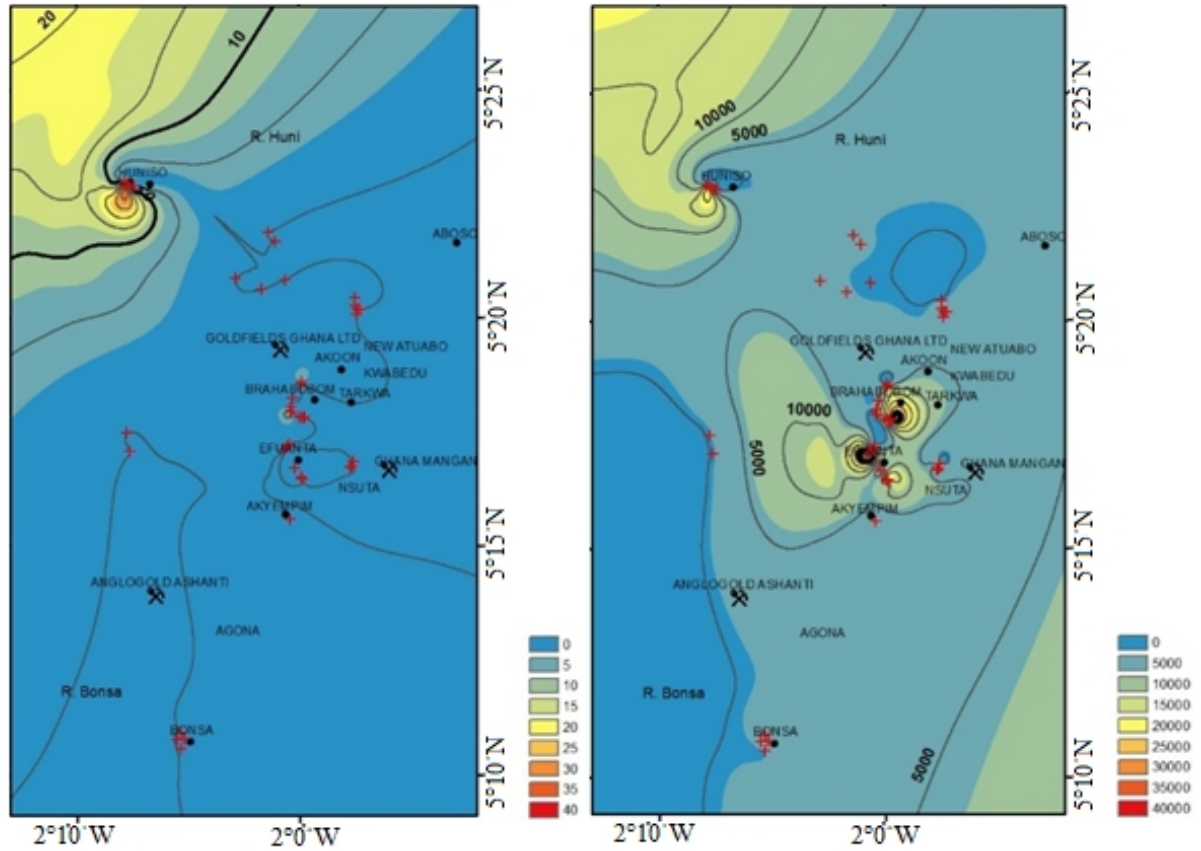 20
10
R. Huni
HUNISO
20
ABOSO
GOLDFIELDS GHANA LTD
NEW ATUABO
AKOON
KWABEDU
BRAHABOBOM
TARKWA
EFUANTA
GHANA MANGAN
NSUTA
AKYEMPIM
ANGLOGOLD ASHANTI
AGONA
R. Bonsa
BONSA
5°25'N
5°20'N
5°15'N
5°10'N
2°10'W
2°0'W
0
5
10
15
20
25
30
35
40
10000
5000
R. Huni
HUNISO
ABOSO
GOLDFIELDS GHANA LTD
NEW ATUABO
AKOON
KWABEDU
BRAHABOBOM
TARKWA
10000
5000
GHANA MANGAN
NSUTA
AKYEMPIM
ANGLOGOLD ASHANTI
AGONA
R. Bonsa
BONSA
5000
5°25'N
5°20'N
5°15'N
5°10'N
2°10'W
2°0'W
0
5000
10000
15000
20000
25000
30000
35000
40000